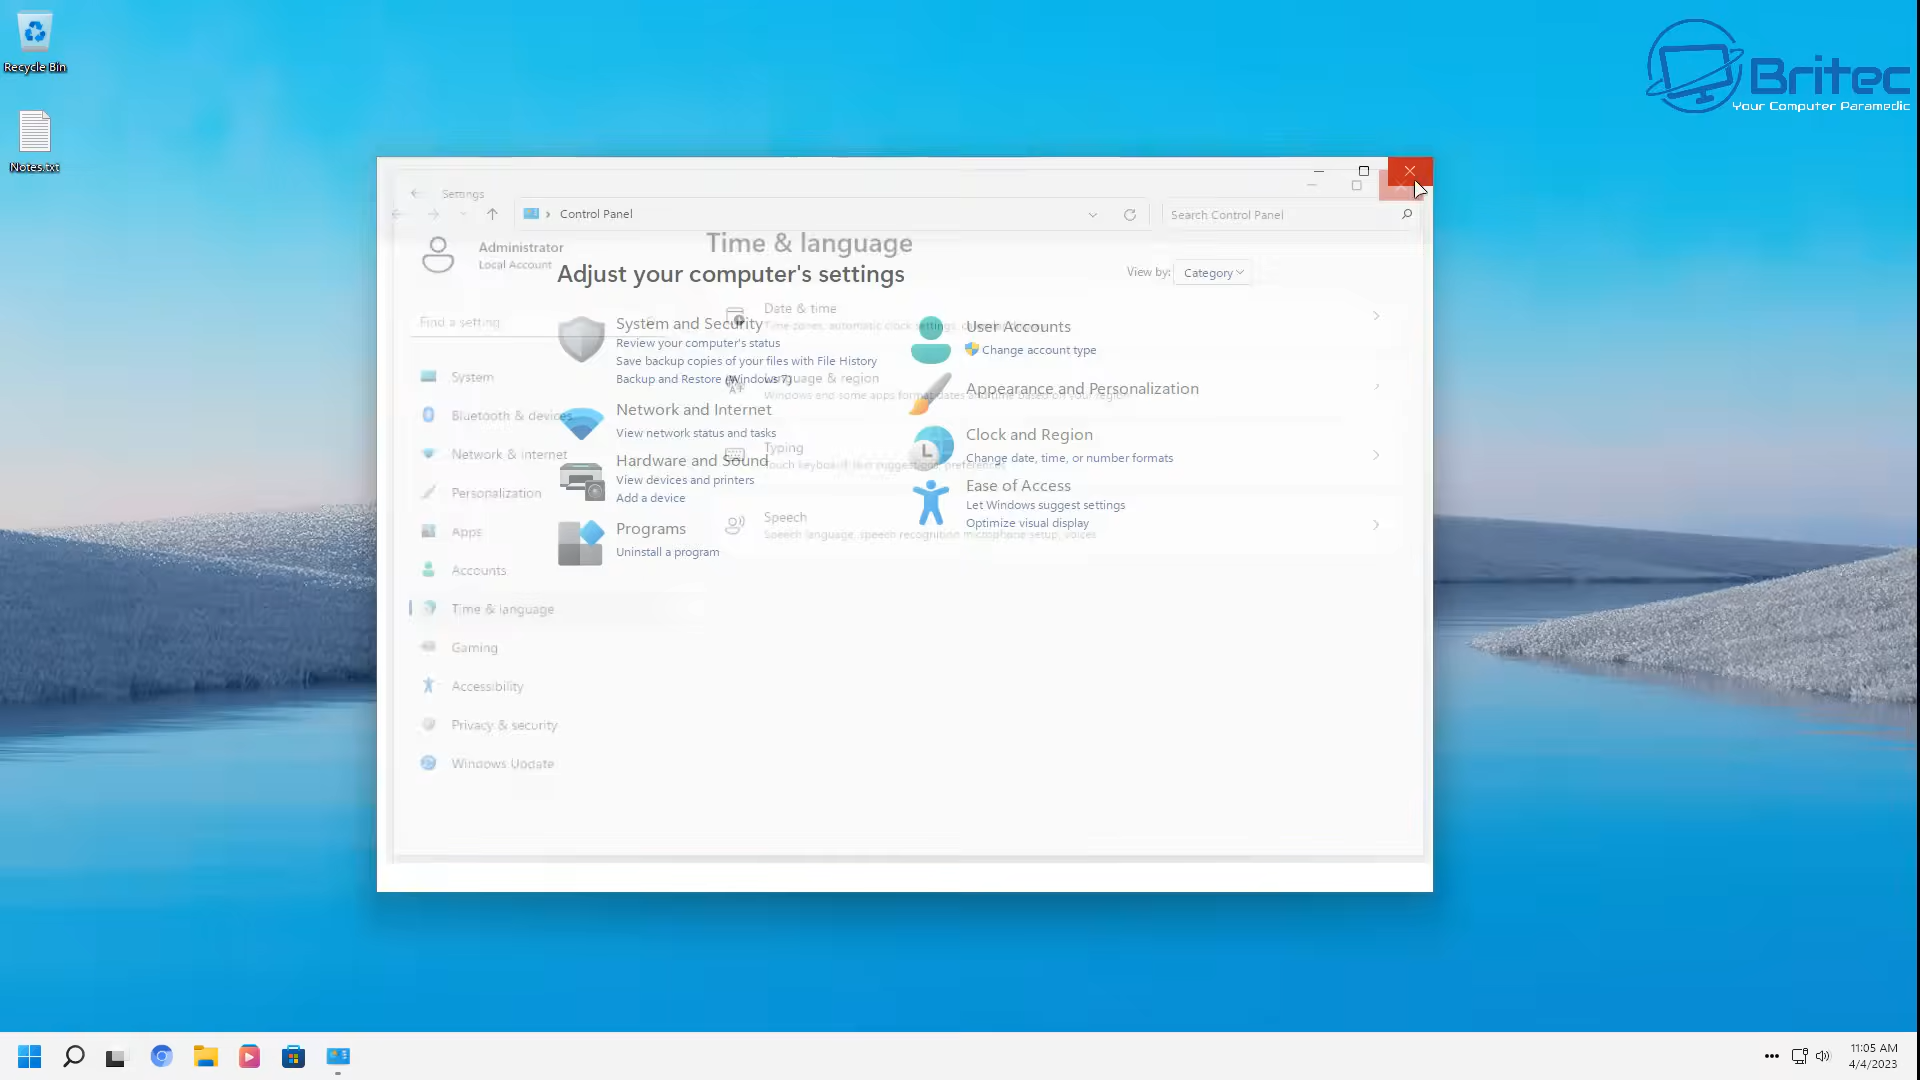 Recycle Bin
Notes.txt
Britec
Your Computer Paramedic
Settings
Control Panel
Search Control Panel
Administrator
Local Account
Time & language
Adjust your computer's settings
View by: Category
Find a setting
Date & time
Time zones, automatic clock settings,
System and Security
Review your computer's status
Save backup copies of your files with File History
Backup and Restore (Windows 7)
User Accounts
Change account type
Language & region
Windows and some apps format dates and time based on your region
Appearance and Personalization
System
Bluetooth & devices
Network and Internet
View network status and tasks
Clock and Region
Change date, time, or number formats
Typing
Touch keyboard, text suggestions, preferences
Network & internet
Hardware and Sound
View devices and printers
Add a device
Ease of Access
Let Windows suggest settings
Optimize visual display
Personalization
Speech
Speech language, speech recognition microphone setup, voices
Programs
Uninstall a program
Apps
Accounts
Time & language
Gaming
Accessibility
Privacy & security
Windows Update
11:05 AM
4/4/2023